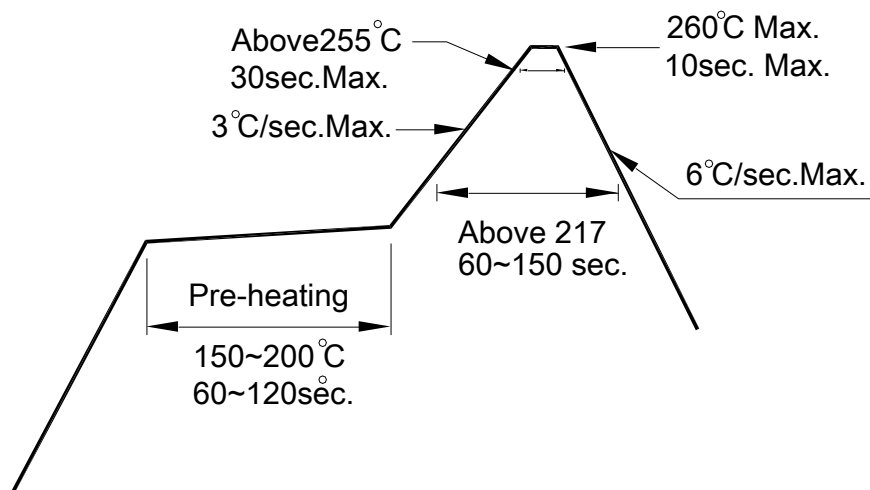 Above255°C
30sec.Max.
260°C Max.
10sec. Max.
3°C/sec.Max.
6°C/sec.Max.
Above 217
60~150 sec.
Pre-heating
150~200°C
60~120sec.